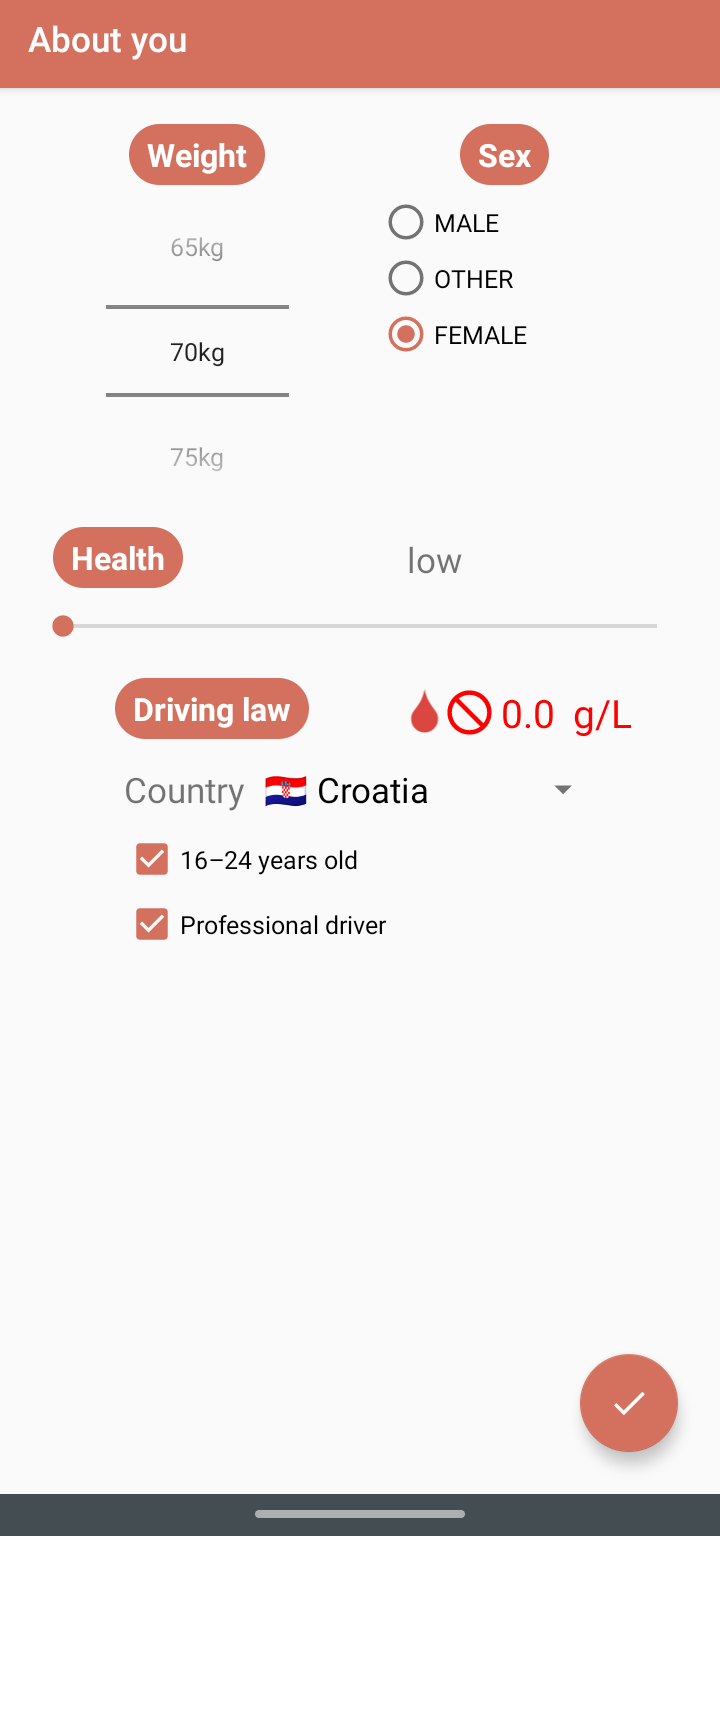 About you
Weight
Sex
65kg
70kg
75kg
MALE
OTHER
FEMALE
Health
low
Driving law
0.0 g/L
Country
Croatia
16–24 years old
Professional driver